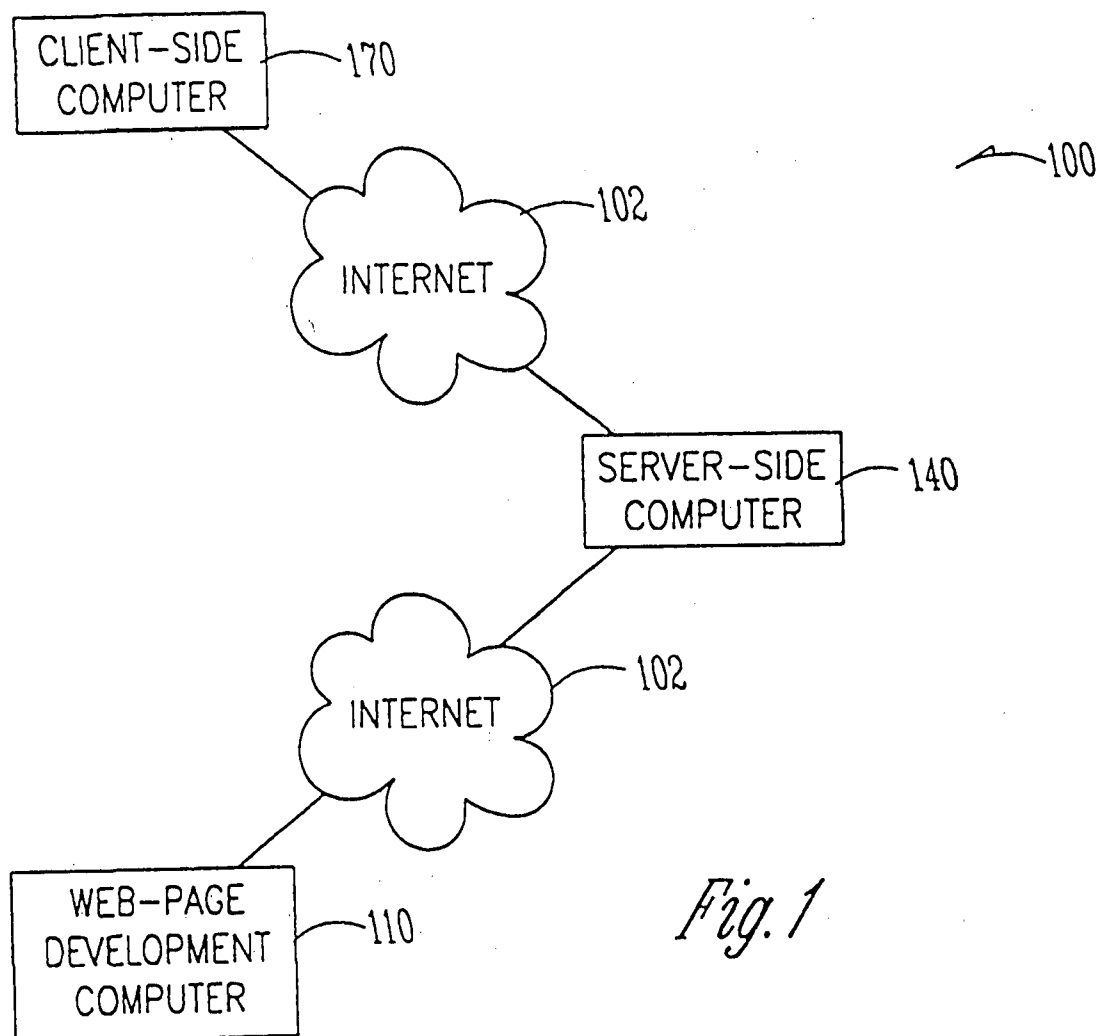 CLIENT-SIDE
COMPUTER
170
100
102
INTERNET
SERVER-SIDE
COMPUTER
140
102
INTERNET
WEB-PAGE
DEVELOPMENT
COMPUTER
110
Fig. 1